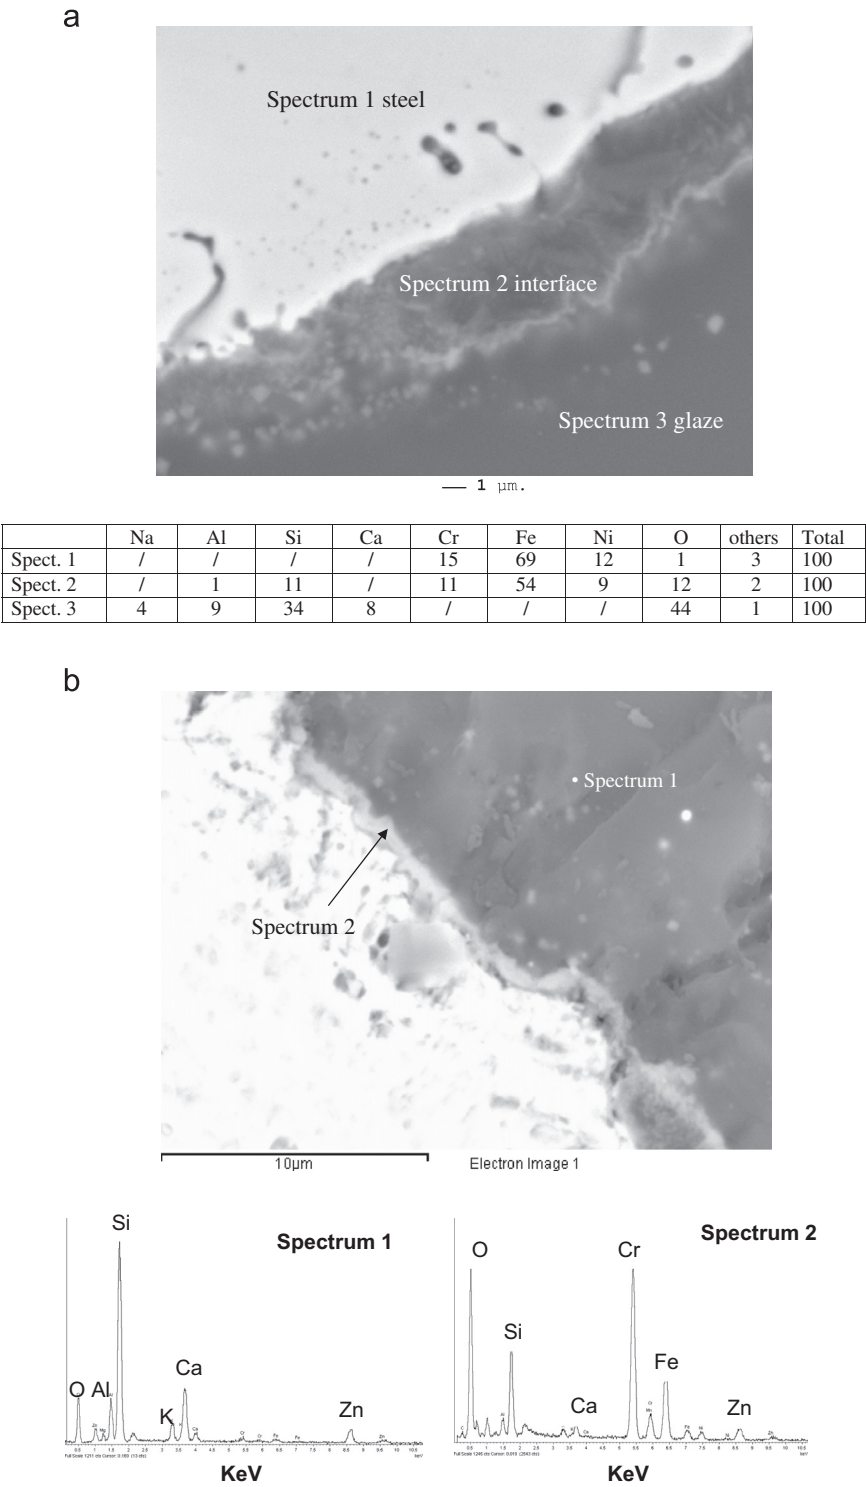 a
Spectrum 1 steel
Spectrum 2 interface
Spectrum 3 glaze
1 µm.
Na Al Si Ca Cr Fe Ni O others Total
Spect. 1 / / / / 15 69 12 1 3 100
Spect. 2 / 1 11 / 11 54 9 12 2 100
Spect. 3 4 9 34 8 / / / 44 1 100
b
Spectrum 1
Spectrum 2
10µm
Electron Image 1
Si
Spectrum 1
O Al
K
Ca
Zn
KeV
Spectrum 2
O
Si
Ca
Cr
Fe
Zn
KeV